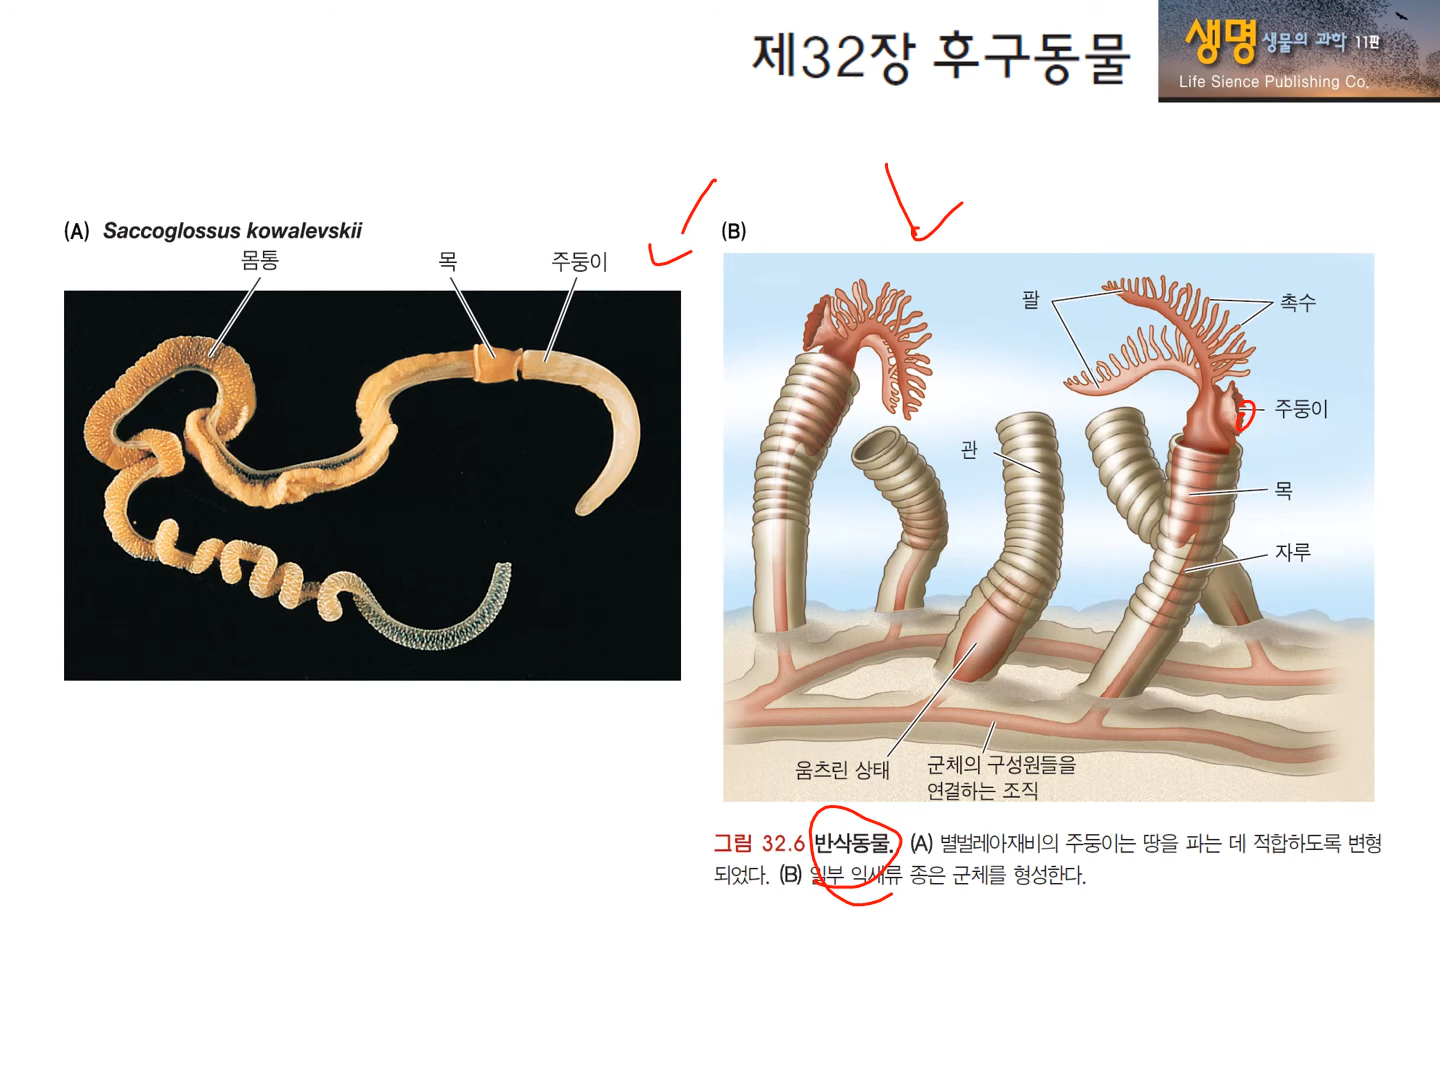 제32장 후구동물
생명 생물의 과학 11판
Life Sience Publishing Co.
(A) Saccoglossus kowalevskii
몸통
목
주둥이
(B)
팔
촉수
주둥이
관
목
자루
움츠린 상태
군체의 구성원들을
연결하는 조직
그림 32.6 반삭동물. (A) 별벌레아재비의 주둥이는 땅을 파는 데 적합하도록 변형
되었다. (B) 일부 익새류 종은 군체를 형성한다.